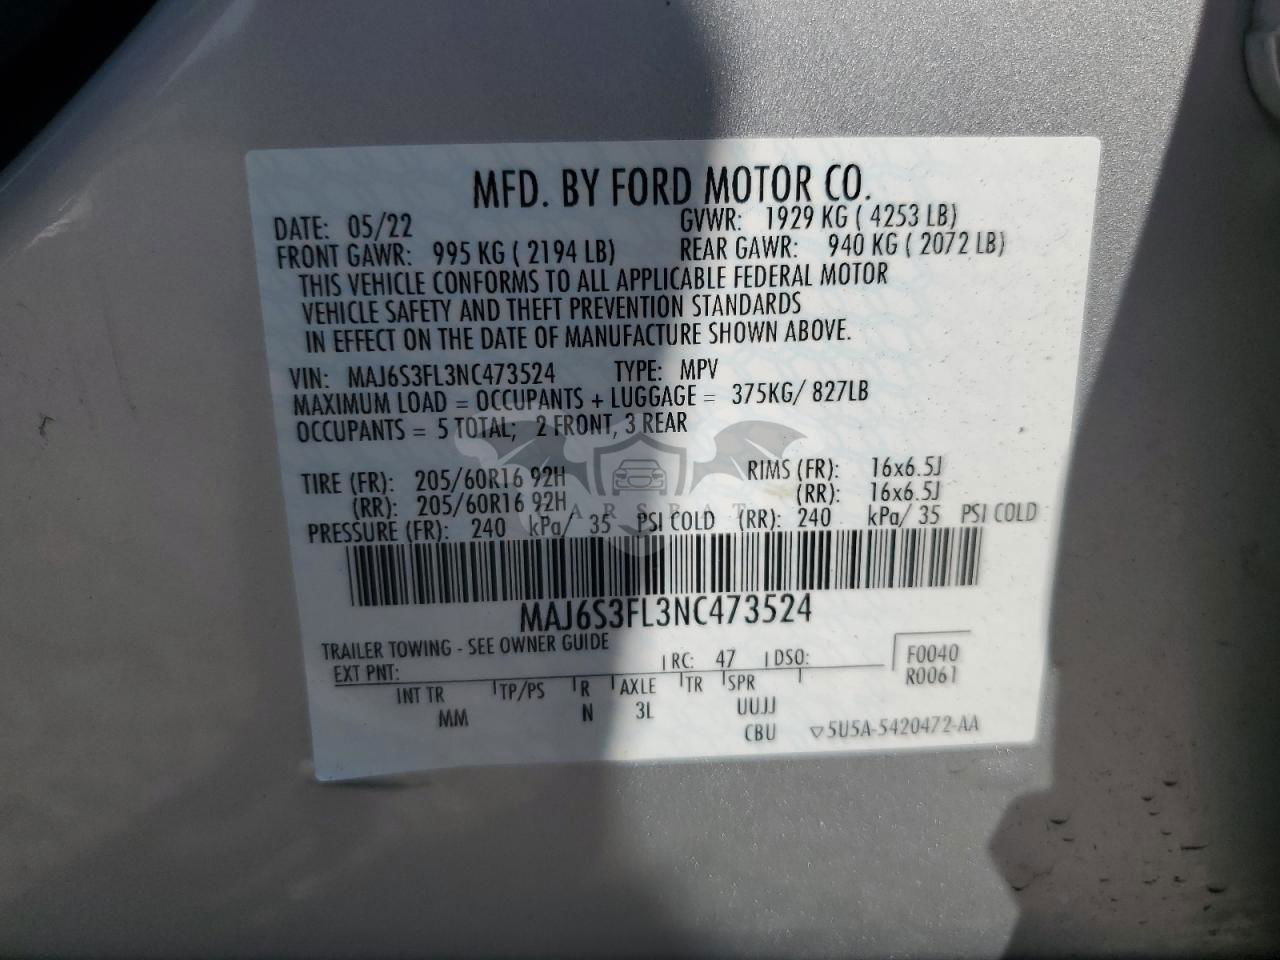 MFD. BY FORD MOTOR CO.
DATE: 05/22 GVWR: 1929 KG ( 4253 LB)
FRONT GAWR: 995 KG ( 2194 LB) REAR GAWR: 940 KG ( 2072 LB)
THIS VEHICLE CONFORMS TO ALL APPLICABLE FEDERAL MOTOR
VEHICLE SAFETY AND THEFT PREVENTION STANDARDS
IN EFFECT ON THE DATE OF MANUFACTURE SHOWN ABOVE.
VIN: MAJ6S3FL3NC473524 TYPE: MPV
MAXIMUM LOAD = OCCUPANTS + LUGGAGE = 375KG/ 827LB
OCCUPANTS = 5 TOTAL; 2 FRONT, 3 REAR
TIRE (FR): 205/60R16 92H RIMS (FR): 16x6.5J
(RR): 205/60R16 92H (RR): 16x6.5J
CARSRAT
PRESSURE (FR): 240 kPa/ 35 PSI COLD (RR): 240 kPa/ 35 PSI COLD
MAJ6S3FL3NC473524
TRAILER TOWING - SEE OWNER GUIDE
EXT PNT: RC: 47 DSO: F0040
R0061
INT TR TP/PS R AXLE TR SPR
MM N 3L UUJJ
CBU ▽5U5A-5420472-AA